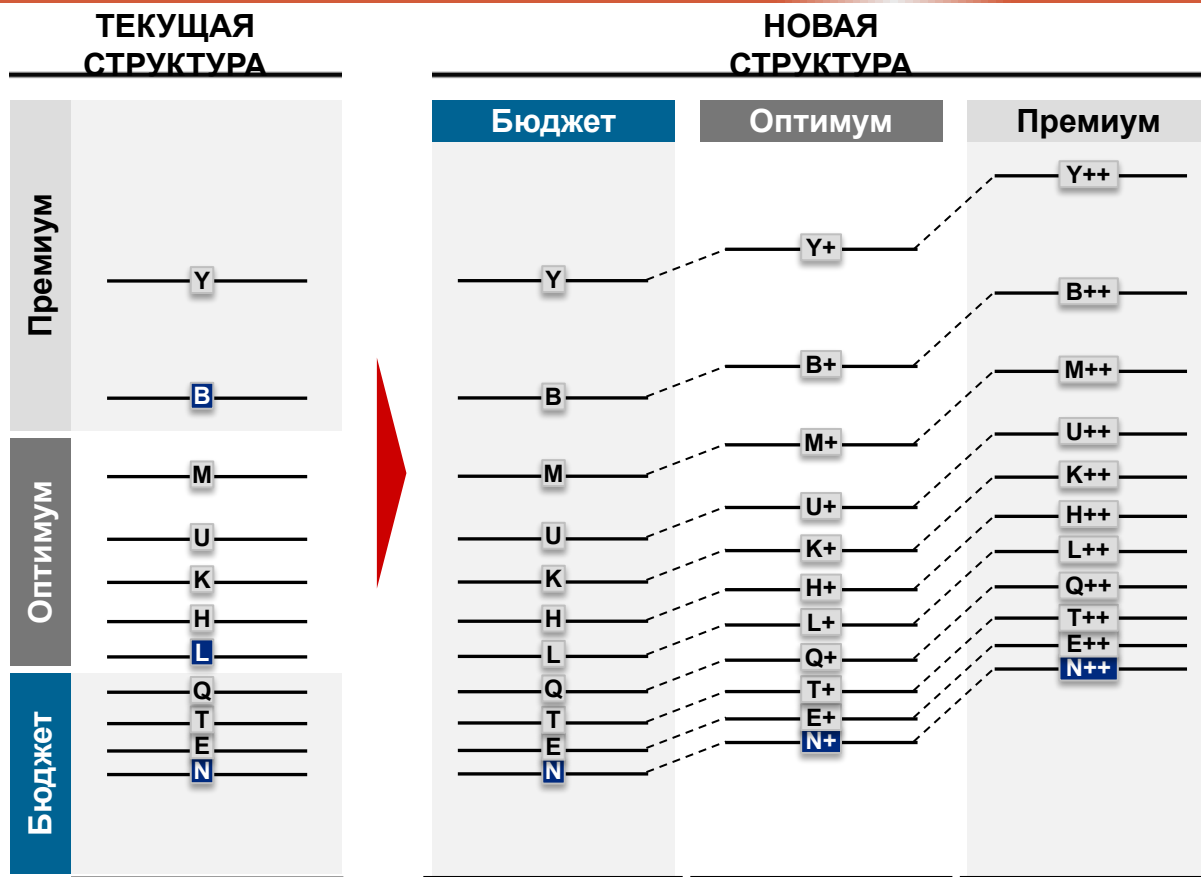 ТЕКУЩАЯ
СТРУКТУРА
НОВАЯ
СТРУКТУРА
Премиум
Y
B
Оптимум
M
U
K
H
L
Бюджет
Q
T
E
N
Бюджет
Y
B
M
U
K
H
L
Q
T
E
N
Оптимум
Y+
B+
M+
U+
K+
H+
L+
Q+
T+
E+
N+
Премиум
Y++
B++
M++
U++
K++
H++
L++
Q++
T++
E++
N++